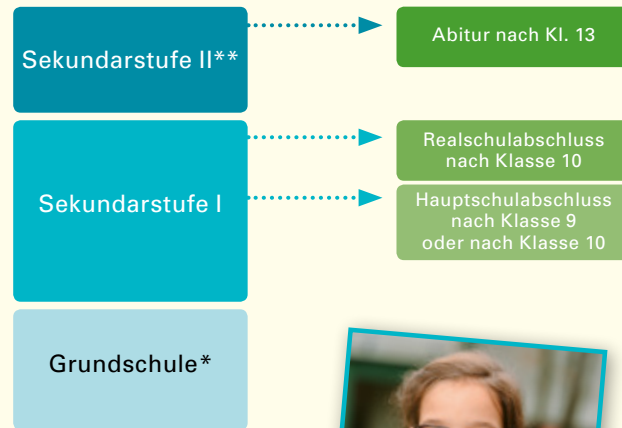 Sekundarstufe II**
Abitur nach Kl. 13
Sekundarstufe I
Realschulabschluss
nach Klasse 10
Hauptschulabschluss
nach Klasse 9
oder nach Klasse 10
Grundschule*